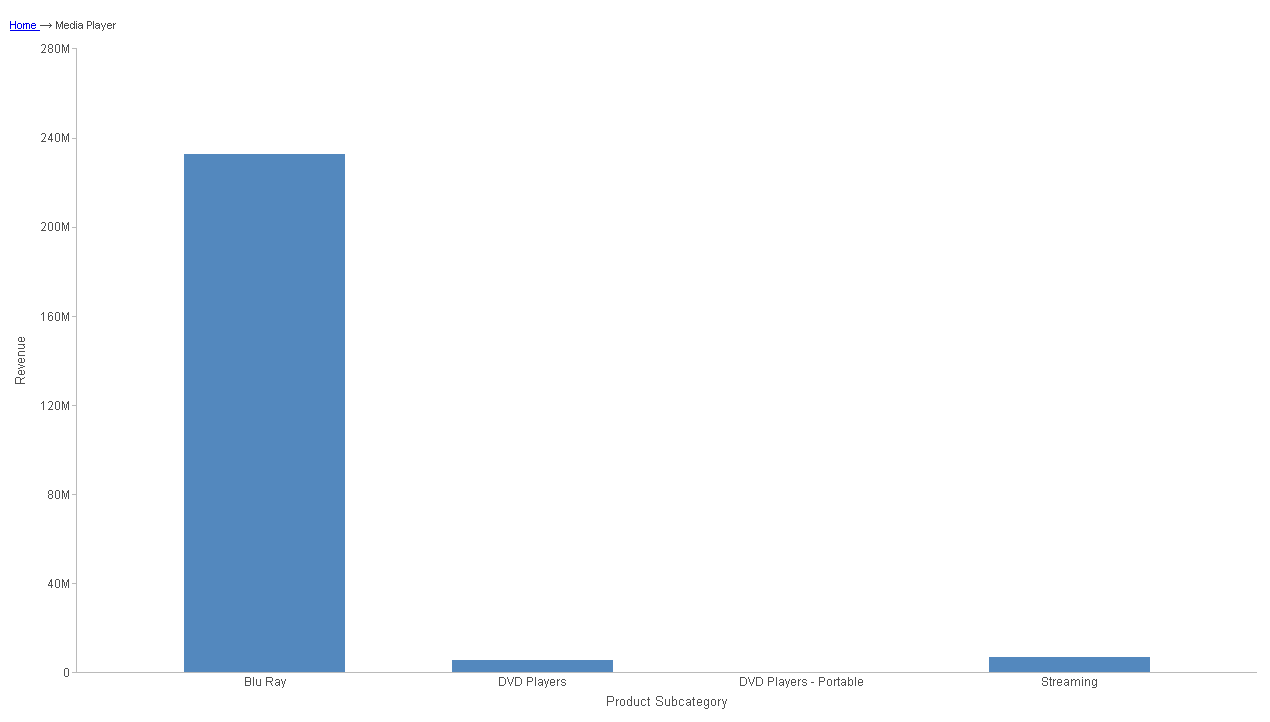 Home → Media Player
280M
240M
200M
160M
120M
80M
40M
0
Revenue
Blu Ray DVD Players DVD Players - Portable Streaming
Product Subcategory